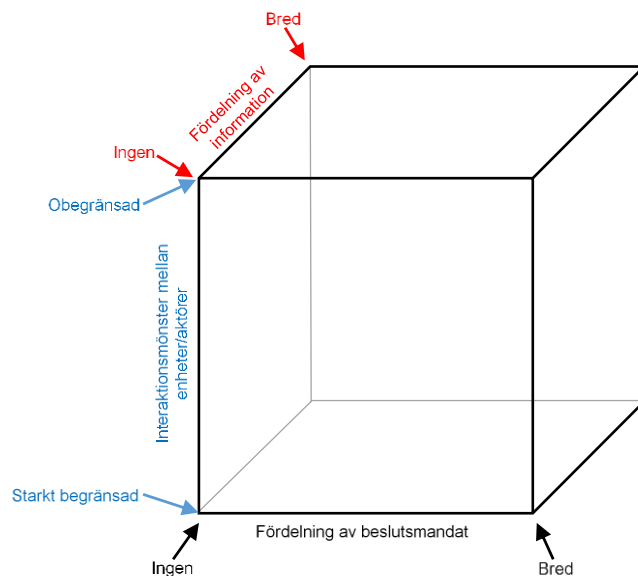 Bred
Fördelning av
information
Ingen
Obegränsad
Interaktionsmönster mellan
enheter/aktörer
Starkt begränsad
Fördelning av beslutsmandat
Ingen
Bred